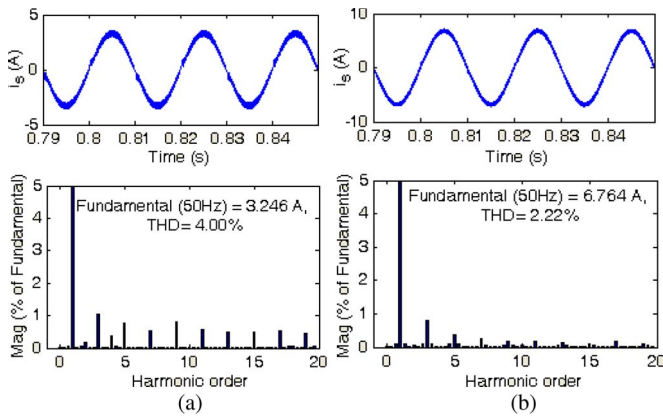 5
0
-5
i_s (A)
0.79 0.8 0.81 0.82 0.83 0.84
Time (s)
10
0
-10
i_s (A)
0.79 0.8 0.81 0.82 0.83 0.84
Time (s)
5
4
3
2
1
0
Mag (% of Fundamental)
Fundamental (50Hz) = 3.246 A,
THD= 4.00%
0 5 10 15 20
Harmonic order
(a)
5
4
3
2
1
0
Mag (% of Fundamental)
Fundamental (50Hz) = 6.764 A,
THD= 2.22%
0 5 10 15 20
Harmonic order
(b)